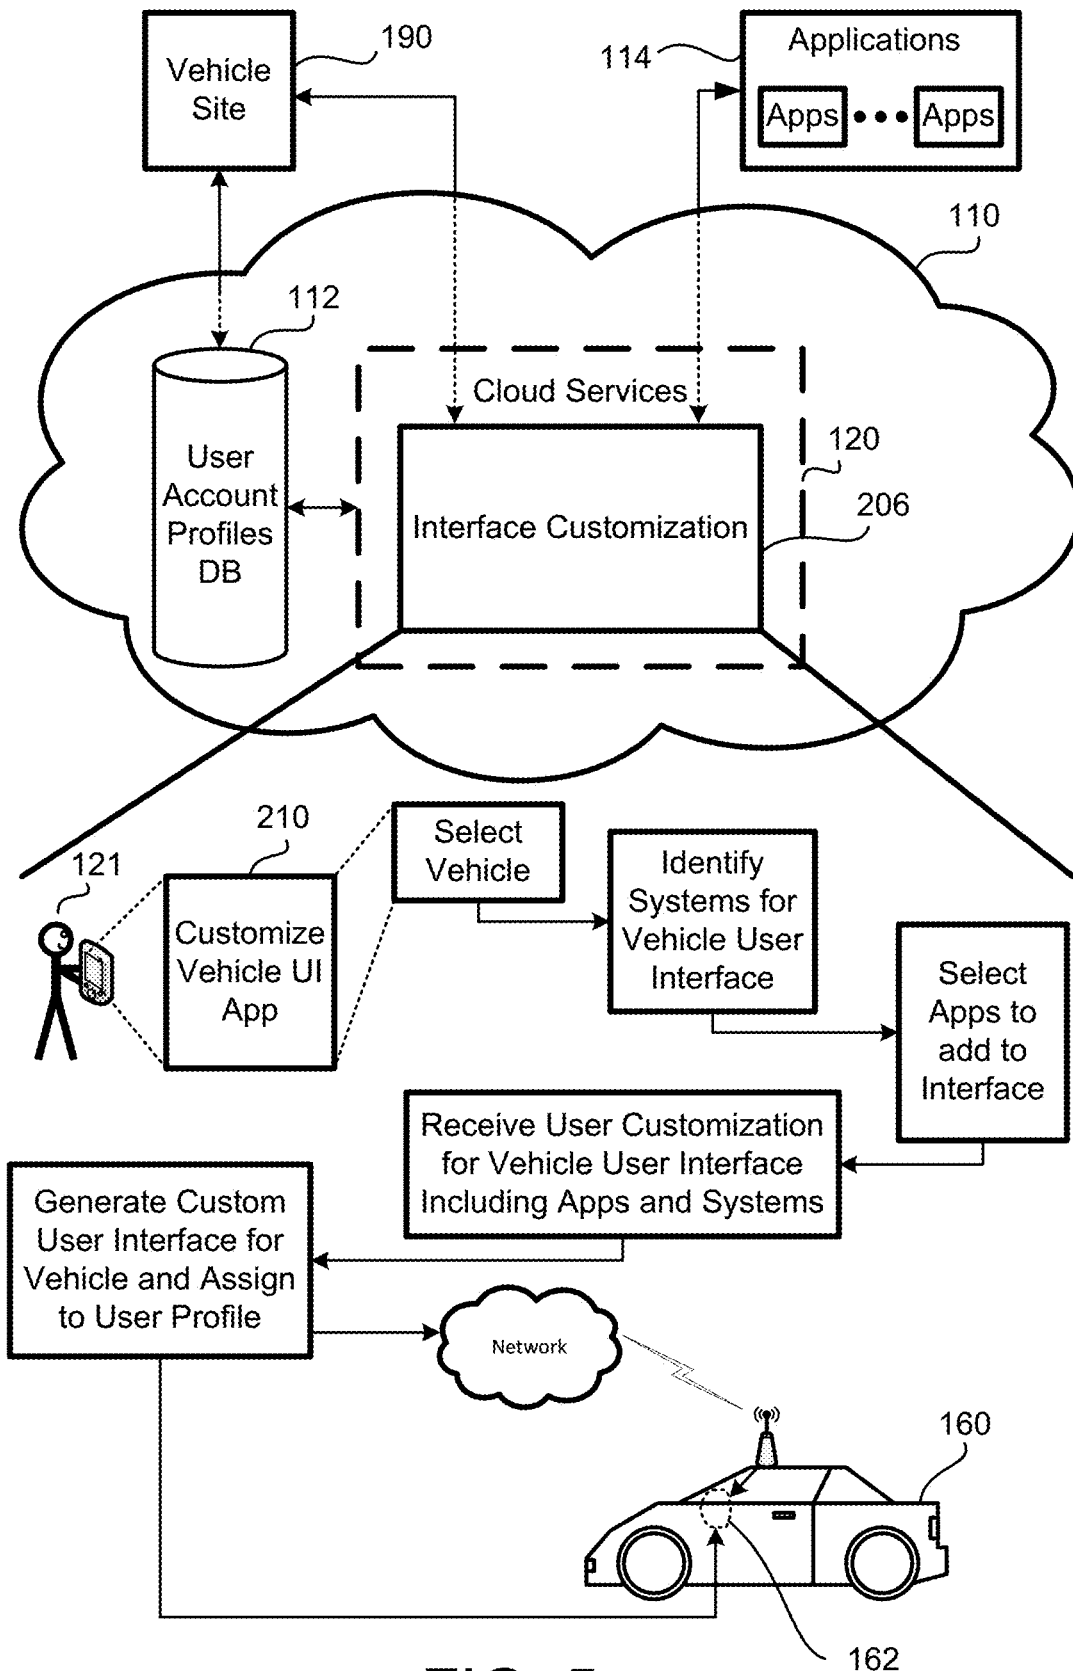 190
Vehicle
Site
114
Applications
Apps
Apps
110
112
Cloud Services
User
Account
Profiles
DB
Interface Customization
120
206
210
Select
Vehicle
121
Customize
Vehicle UI
App
Identify
Systems for
Vehicle User
Interface
Select
Apps to
add to
Interface
Receive User Customization
for Vehicle User Interface
Including Apps and Systems
Generate Custom
User Interface for
Vehicle and Assign
to User Profile
Network
160
162